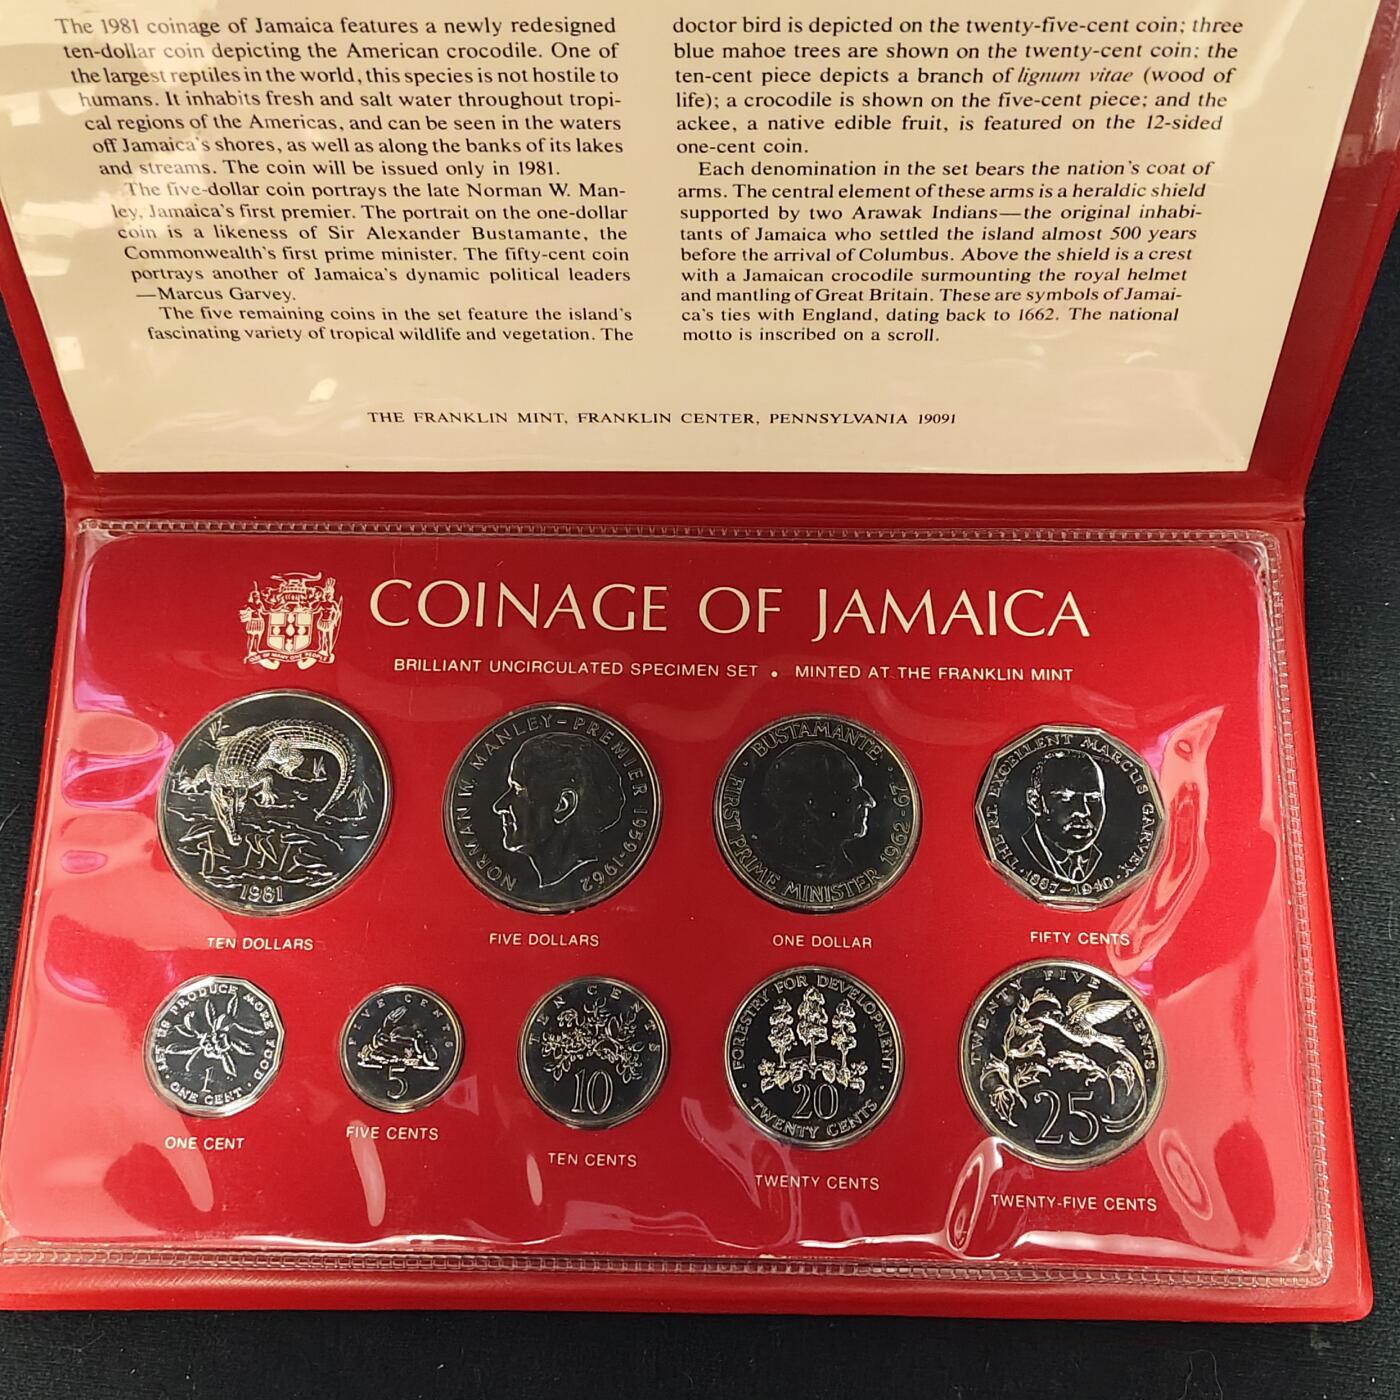 The 1981 coinage of Jamaica features a newly redesigned
ten-dollar coin depicting the American crocodile. One of
the largest reptiles in the world, this species is not hostile to
humans. It inhabits fresh and salt water throughout tropi-
cal regions of the Americas, and can be seen in the waters
off Jamaica's shores, as well as along the banks of its lakes
and streams. The coin will be issued only in 1981.
The five-dollar coin portrays the late Norman W. Man-
ley, Jamaica's first premier. The portrait on the one-dollar
coin is a likeness of Sir Alexander Bustamante, the
Commonwealth's first prime minister. The fifty-cent coin
portrays another of Jamaica's dynamic political leaders
—Marcus Garvey.
The five remaining coins in the set feature the island's
fascinating variety of tropical wildlife and vegetation. The
doctor bird is depicted on the twenty-five-cent coin; three
blue mahoe trees are shown on the twenty-cent coin; the
ten-cent piece depicts a branch of lignum vitae (wood of
life); a crocodile is shown on the five-cent piece; and the
ackee, a native edible fruit, is featured on the 12-sided
one-cent coin.
Each denomination in the set bears the nation's coat of
arms. The central element of these arms is a heraldic shield
supported by two Arawak Indians—the original inhabi-
tants of Jamaica who settled the island almost 500 years
before the arrival of Columbus. Above the shield is a crest
with a Jamaican crocodile surmounting the royal helmet
and mantling of Great Britain. These are symbols of Jamai-
ca's ties with England, dating back to 1662. The national
motto is inscribed on a scroll.
THE FRANKLIN MINT, FRANKLIN CENTER, PENNSYLVANIA 19091
COINAGE OF JAMAICA
BRILLIANT UNCIRCULATED SPECIMEN SET • MINTED AT THE FRANKLIN MINT
1981
NORMAN W. MANLEY–PREMIER 1959-1962
BUSTAMANTE
FIRST PRIME MINISTER 1962-67
THE RT. EXCELLENT MARCUS GARVEY
1887-1940
TEN DOLLARS
FIVE DOLLARS
ONE DOLLAR
FIFTY CENTS
LET US PRODUCE MORE FOOD
1
ONE CENT
FIVE CENTS
5
TEN CENTS
10
FORESTRY FOR DEVELOPMENT
20
TWENTY CENTS
TWENTY FIVE CENTS
25
ONE CENT
FIVE CENTS
TEN CENTS
TWENTY CENTS
TWENTY-FIVE CENTS